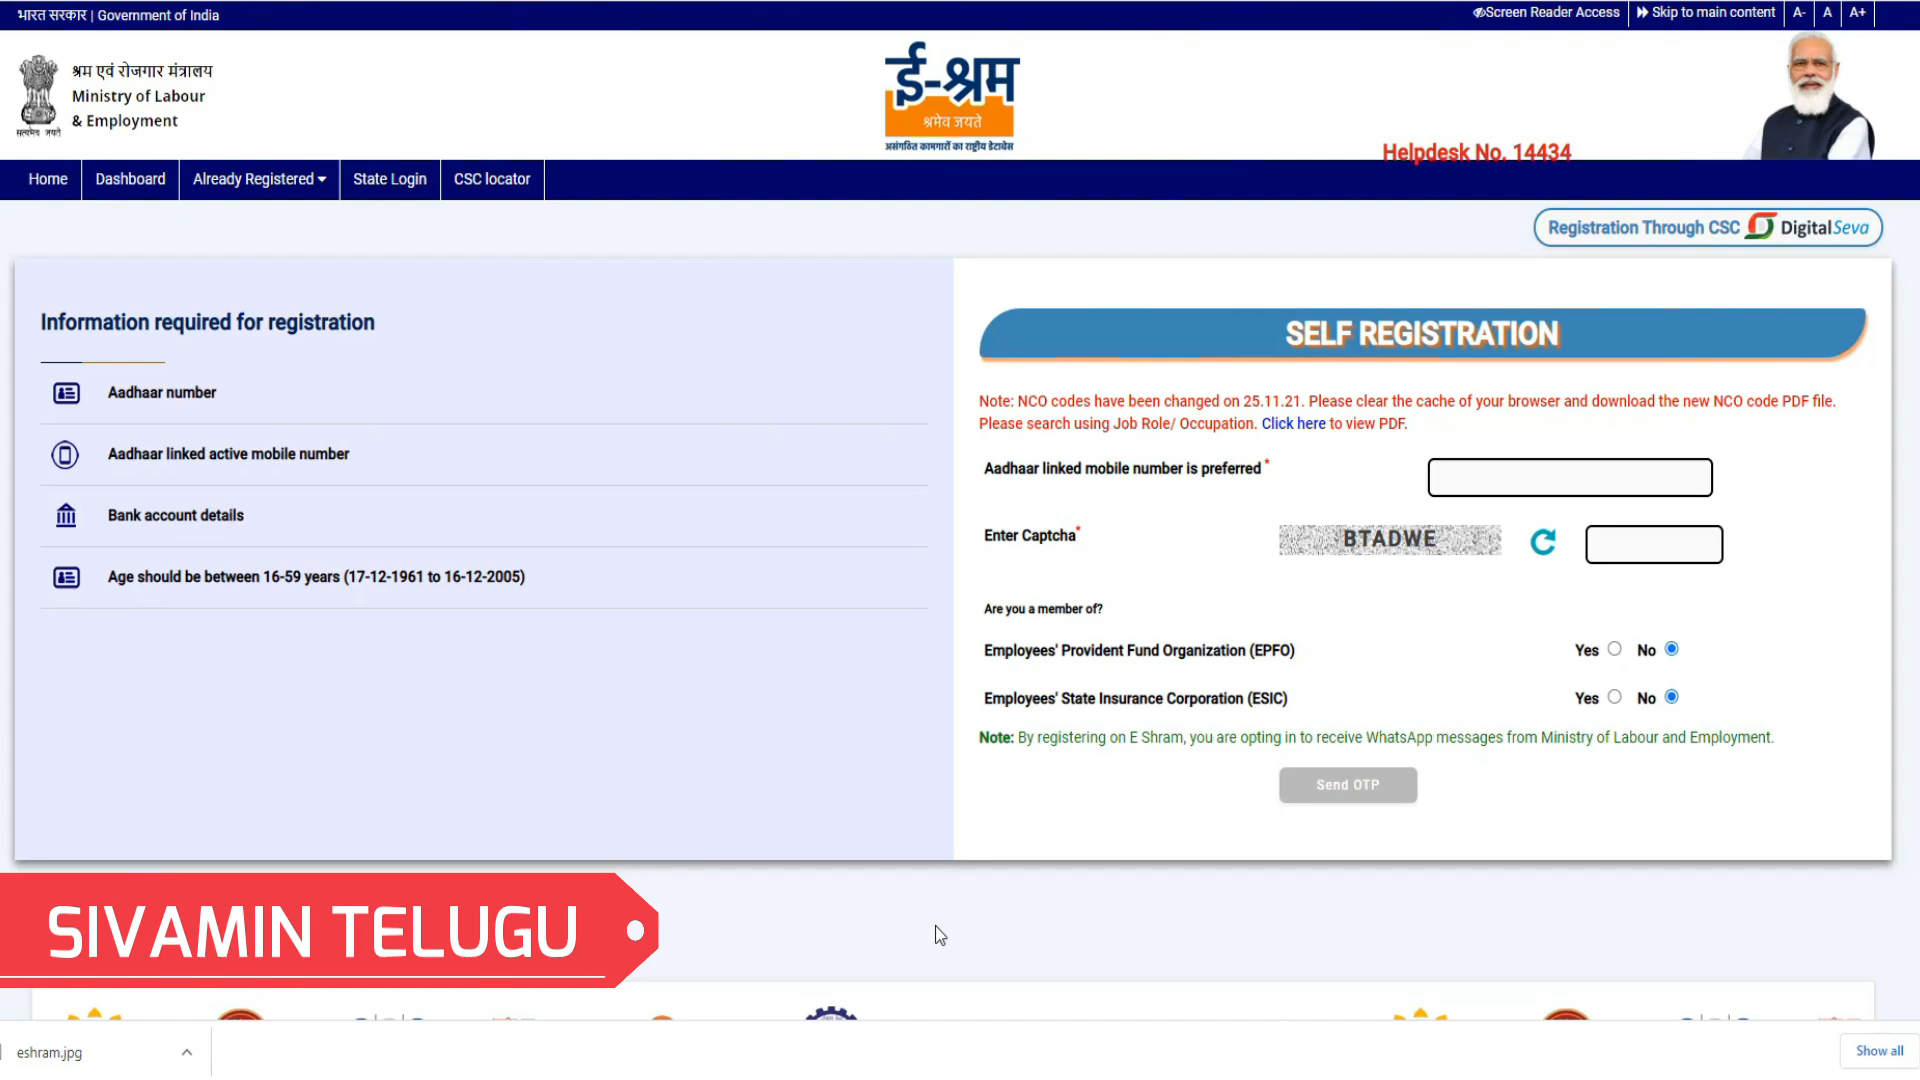 भारत सरकार | Government of India
Screen Reader Access
Skip to main content
A-
A
A+
श्रम एवं रोजगार मंत्रालय
Ministry of Labour
& Employment
सत्यमेव जयते
ई-श्रम
श्रमेव जयते
असंगठित कामगारों का राष्ट्रीय डेटाबेस
Helpdesk No. 14434
Home
Dashboard
Already Registered
State Login
CSC locator
Registration Through CSC DigitalSeva
Information required for registration
Aadhaar number
Aadhaar linked active mobile number
Bank account details
Age should be between 16-59 years (17-12-1961 to 16-12-2005)
SELF REGISTRATION
Note: NCO codes have been changed on 25.11.21. Please clear the cache of your browser and download the new NCO code PDF file.
Please search using Job Role/ Occupation. Click here to view PDF.
Aadhaar linked mobile number is preferred *
Enter Captcha*
BTADWE
Are you a member of?
Employees' Provident Fund Organization (EPFO)
Yes
No
Employees' State Insurance Corporation (ESIC)
Yes
No
Note: By registering on E Shram, you are opting in to receive WhatsApp messages from Ministry of Labour and Employment.
Send OTP
SIVAMIN TELUGU
eshram.jpg
Show all